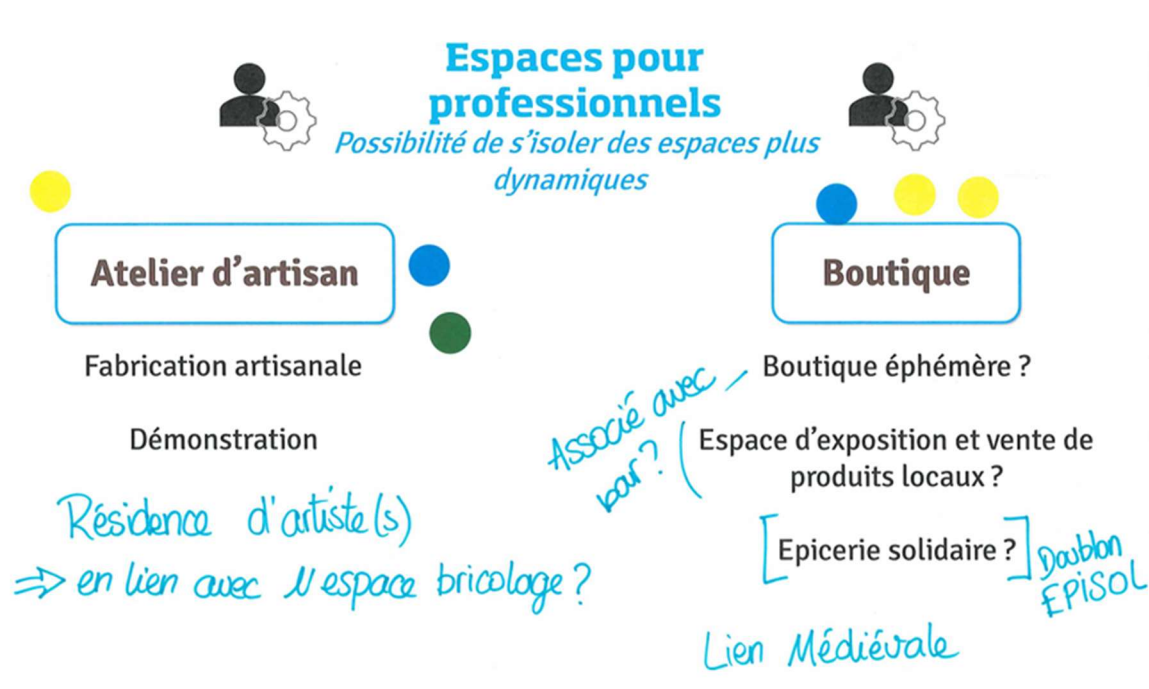 Espaces pour
professionnels
Possibilité de s'isoler des espaces plus
dynamiques
Atelier d'artisan
Fabrication artisanale
Démonstration
Résidence d'artiste(s)
⇒ en lien avec l'espace bricolage ?
Boutique
Boutique éphémère ?
Associé avec
bar ?
Espace d'exposition et vente de
produits locaux ?
[Epicerie solidaire ?]
Doublon
EPISOL
Lien Médiévale